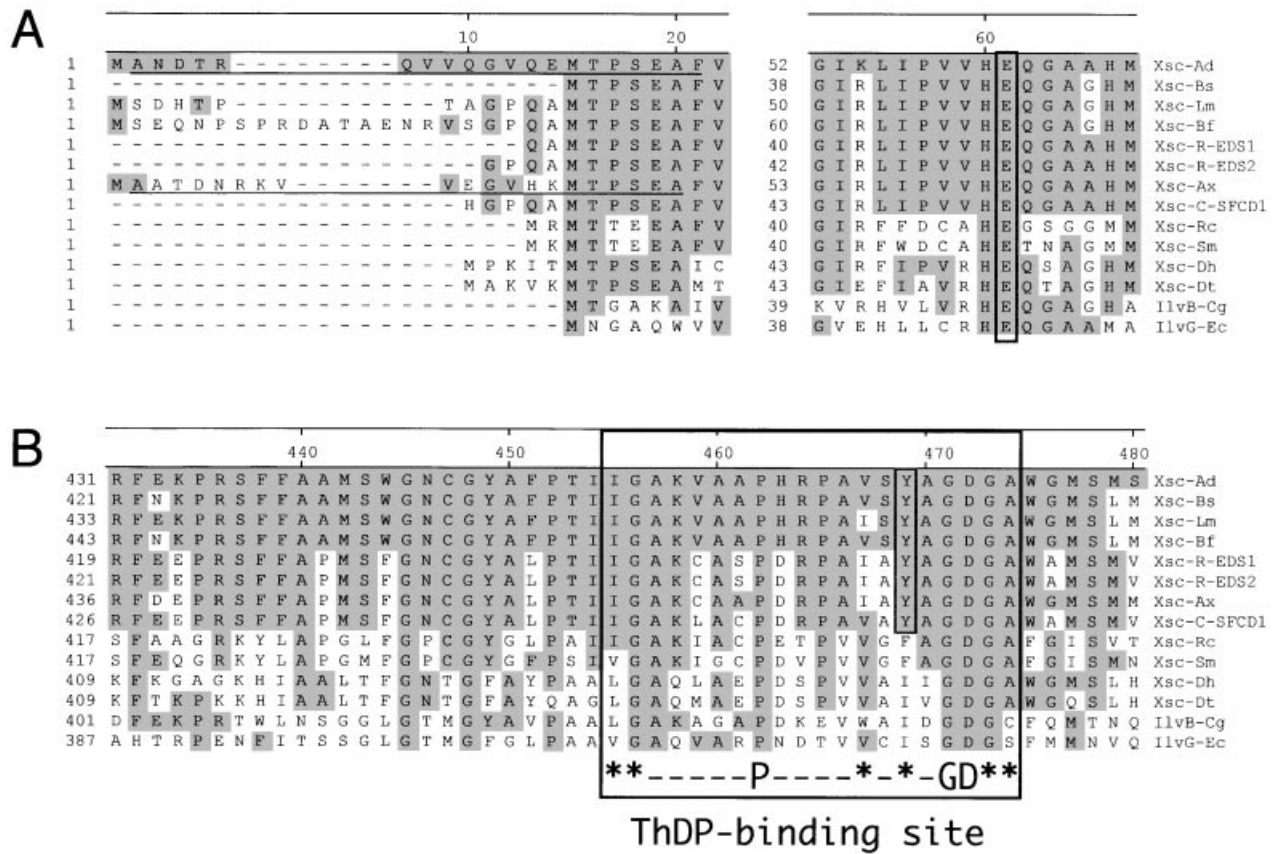 A
10 20 60
1 M A N D T R - - - - - - - - Q V V Q G V Q E M T P S E A F V 52 G I K L I P V V H E Q G A A H M Xsc-Ad
1 - - - - - - - - - - - - - - - - - - - - - - M T P S E A F V 38 G I R L I P V V H E Q G A G H M Xsc-Bs
1 M S D H T P - - - - - - - - - - T A G P Q A M T P S E A F V 50 G I R L I P V V H E Q G A G H M Xsc-Lm
1 M S E Q N P S P R D A T A E N R V S G P Q A M T P S E A F V 60 G I R L I P V V H E Q G A G H M Xsc-Bf
1 - - - - - - - - - - - - - - - - - - - - Q A M T P S E A F V 40 G I R L I P V V H E Q G A A H M Xsc-R-EDS1
1 - - - - - - - - - - - - - - - - - - G P Q A M T P S E A F V 42 G I R L I P V V H E Q G A A H M Xsc-R-EDS2
1 M A A T D N R K V - - - - - - - V E G V H K M T P S E A F V 53 G I R L I P V V H E Q G A A H M Xsc-Ax
1 - - - - - - - - - - - - - - - - - H G P Q A M T P S E A F V 43 G I R L I P V V H E Q G A A H M Xsc-C-SFCD1
1 - - - - - - - - - - - - - - - - - - - - M R M T T E E A F V 40 G I R F F D C A H E G S G G M M Xsc-Rc
1 - - - - - - - - - - - - - - - - - - - - M K M T T E E A F V 40 G I R F W D C A H E T N A G M M Xsc-Sm
1 - - - - - - - - - - - - - - - - - M P K I T M T P S E A I C 43 G I R F I P V R H E Q S A G H M Xsc-Dh
1 - - - - - - - - - - - - - - - - - M A K V K M T P S E A M T 43 G I E F I A V R H E Q T A G H M Xsc-Dt
1 - - - - - - - - - - - - - - - - - - - - - - M T G A K A I V 39 K V R H V L V R H E Q G A G H A IlvB-Cg
1 - - - - - - - - - - - - - - - - - - - - - - M N G A Q W V V 38 G V E H L L C R H E Q G A A M A IlvG-Ec
B
440 450 460 470 480
431 R F E K P R S F F A A M S W G N C G Y A F P T I I G A K V A A P H R P A V S Y A G D G A W G M S M S Xsc-Ad
421 R F N K P R S F F A A M S W G N C G Y A F P T I I G A K V A A P H R P A V S Y A G D G A W G M S L M Xsc-Bs
433 R F E K P R S F F A A M S W G N C G Y A F P T I I G A K V A A P H R P A I S Y A G D G A W G M S L M Xsc-Lm
443 R F N K P R S F F A A M S W G N C G Y A F P T I I G A K V A A P H R P A V S Y A G D G A W G M S L M Xsc-Bf
419 R F E E P R S F F A P M S F G N C G Y A L P T I I G A K C A S P D R P A I A Y A G D G A W A M S M V Xsc-R-EDS1
421 R F E E P R S F F A P M S F G N C G Y A L P T I I G A K C A S P D R P A I A Y A G D G A W A M S M V Xsc-R-EDS2
436 R F D E P R S F F A P M S F G N C G Y A L P T I I G A K C A A P D R P A I A Y A G D G A W G M S M M Xsc-Ax
426 R F E E P R S F F A P M S F G N C G Y A L P T I I G A K L A C P D R P A V A Y A G D G A W A M S M V Xsc-C-SFCD1
417 S F A A G R K Y L A P G L F G P C G Y G L P A I I G A K I A C P E T P V V G F A G D G A F G I S V T Xsc-Rc
417 S F E Q G R K Y L A P G M F G P C G Y G F P S I V G A K I G C P D V P V V G F A G D G A F G I S M N Xsc-Sm
409 K F K G A G K H I A A L T F G N T G F A Y P A A L G A Q L A E P D S P V V A I I G D G A W G M S L H Xsc-Dh
409 K F T K P K K H I A A L T F G N T G F A Y Q A G L G A Q M A E P D S P V V A I V G D G A W G Q S L H Xsc-Dt
401 D F E K P R T W L N S G G L G T M G Y A V P A A L G A K A G A P D K E V W A I D G D G C F Q M T N Q IlvB-Cg
387 A H T R P E N F I T S S G L G T M G F G L P A A V G A Q V A R P N D T V V C I S G D G S F M M N V Q IlvG-Ec
**-----P----*-*-GD**
ThDP-binding site